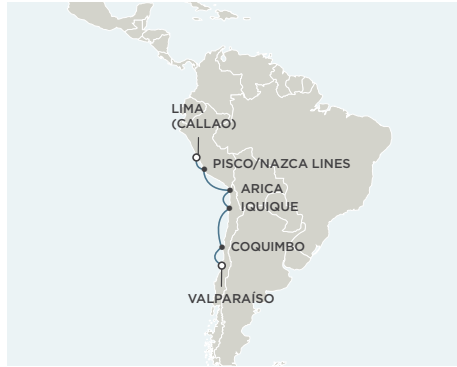 LIMA
(CALLAO)
PISCO/NAZCA LINES
ARICA
IQUIQUE
COQUIMBO
VALPARAÍSO